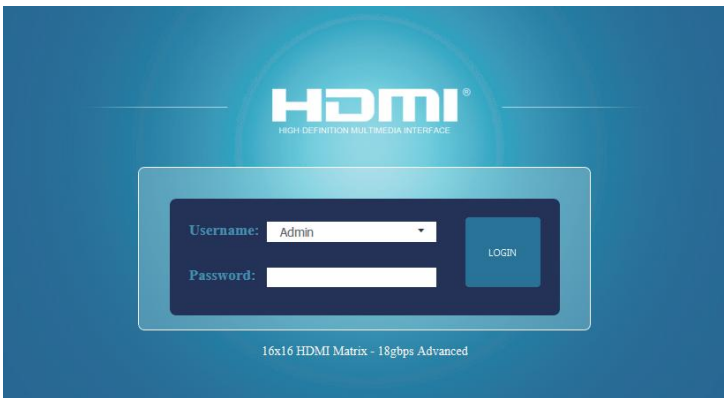 HDMI®
HIGH-DEFINITION MULTIMEDIA INTERFACE
Username: Admin
LOGIN
Password:
16x16 HDMI Matrix - 18gbps Advanced